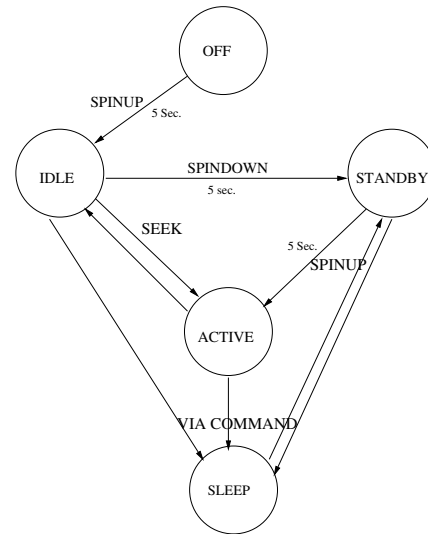 OFF
SPINUP
5 Sec.
IDLE
SPINDOWN
5 sec.
STANDBY
SEEK
5 Sec.
SPINUP
ACTIVE
VIA COMMAND
SLEEP